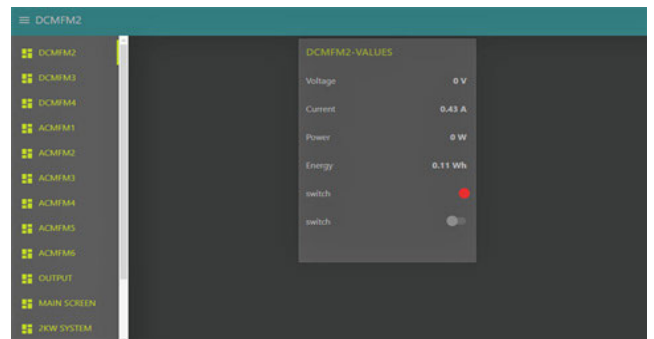 DCMFM2
DCMFM2
DCMFM3
DCMFM4
ACMFM1
ACMFM2
ACMFM3
ACMFM4
ACMFM5
ACMFM6
OUTPUT
MAIN SCREEN
2KW SYSTEM
DCMFM2-VALUES
Voltage 0 V
Current 0.43 A
Power 0 W
Energy 0.11 Wh
switch
switch